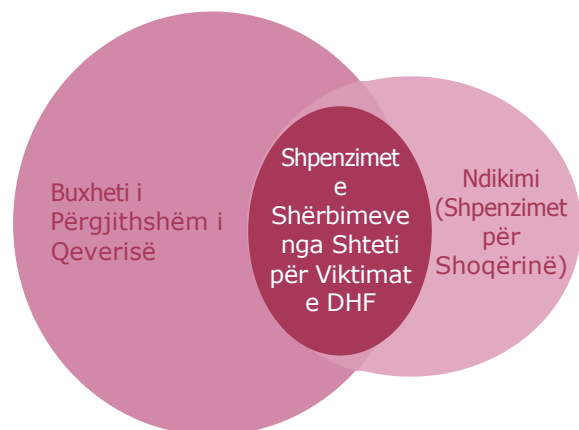 Buxheti i
Përgjithshëm i
Qeverisë
Shpenzimet
e
Shërbimeve
nga Shteti
për Viktimat
e DHF
Ndikimi
(Shpenzimet
për
Shoqërinë)